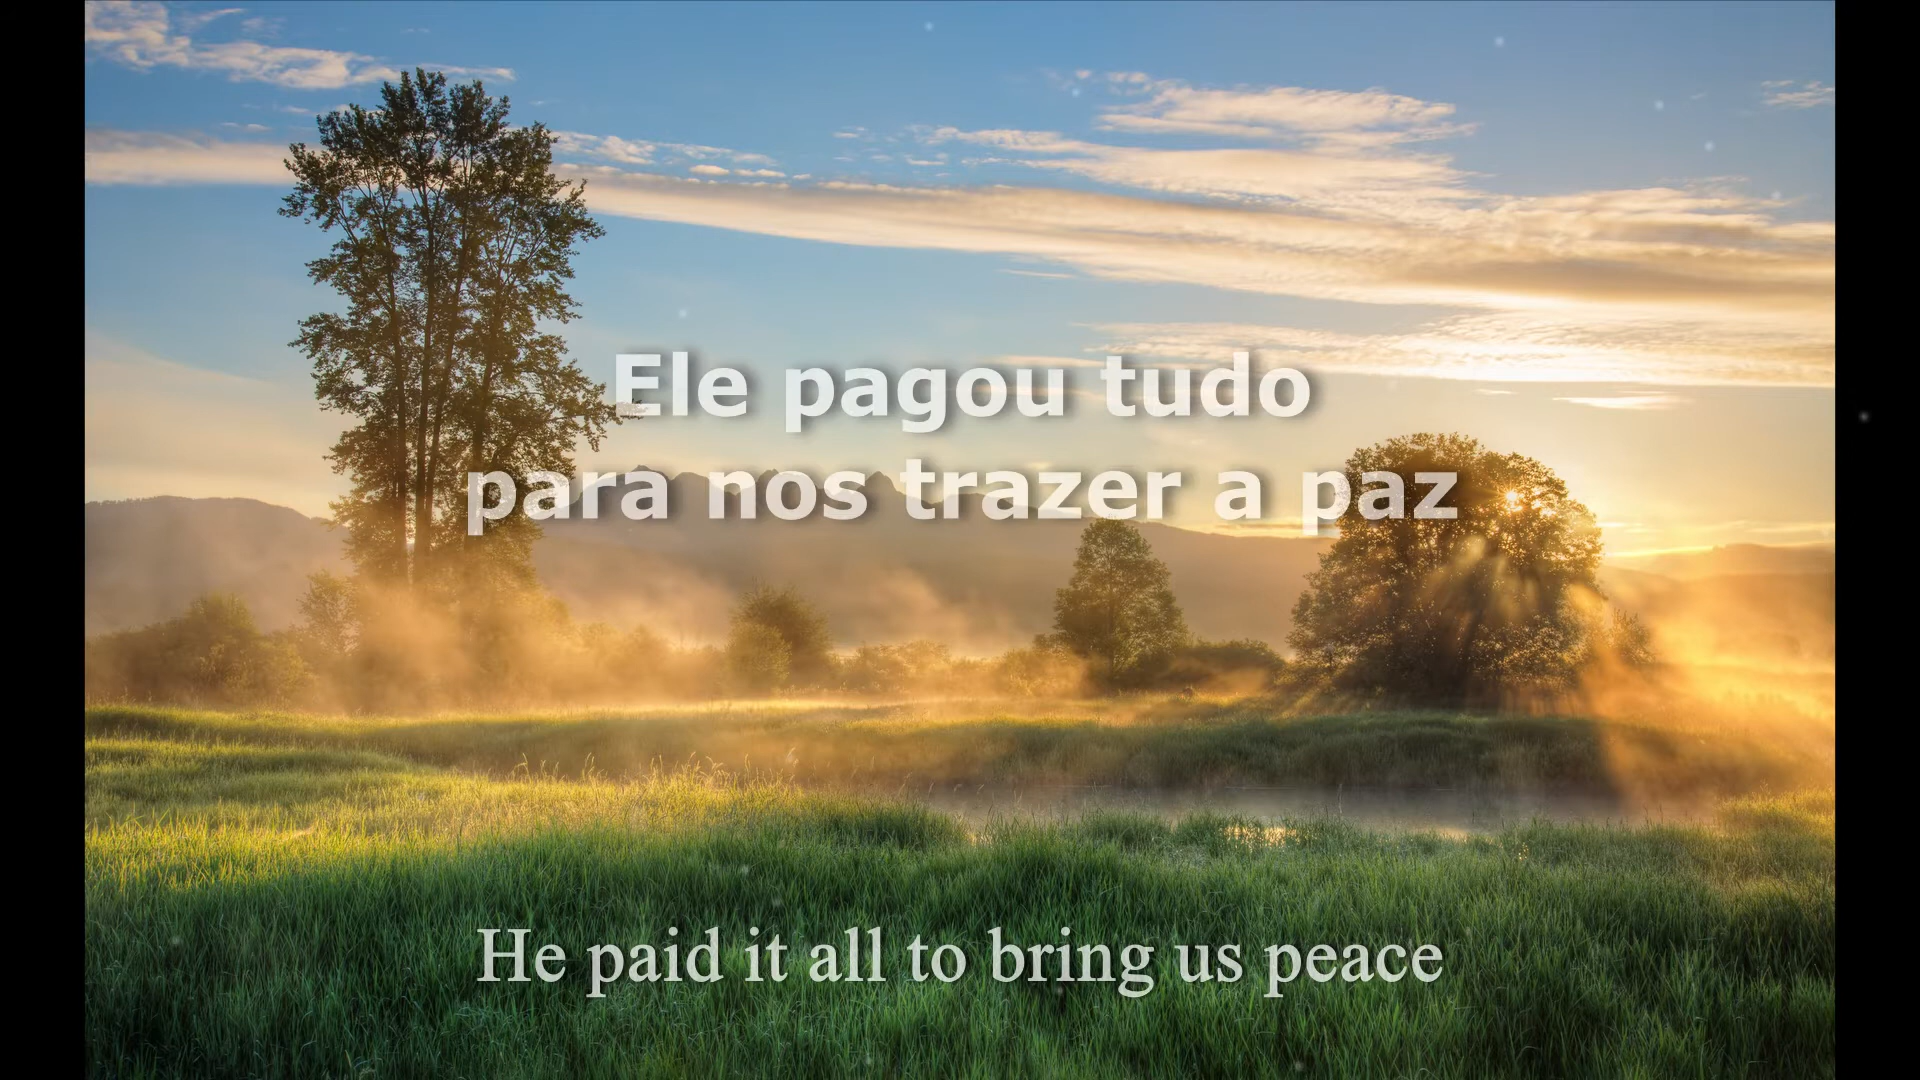 Ele pagou tudo
para nos trazer a paz
He paid it all to bring us peace